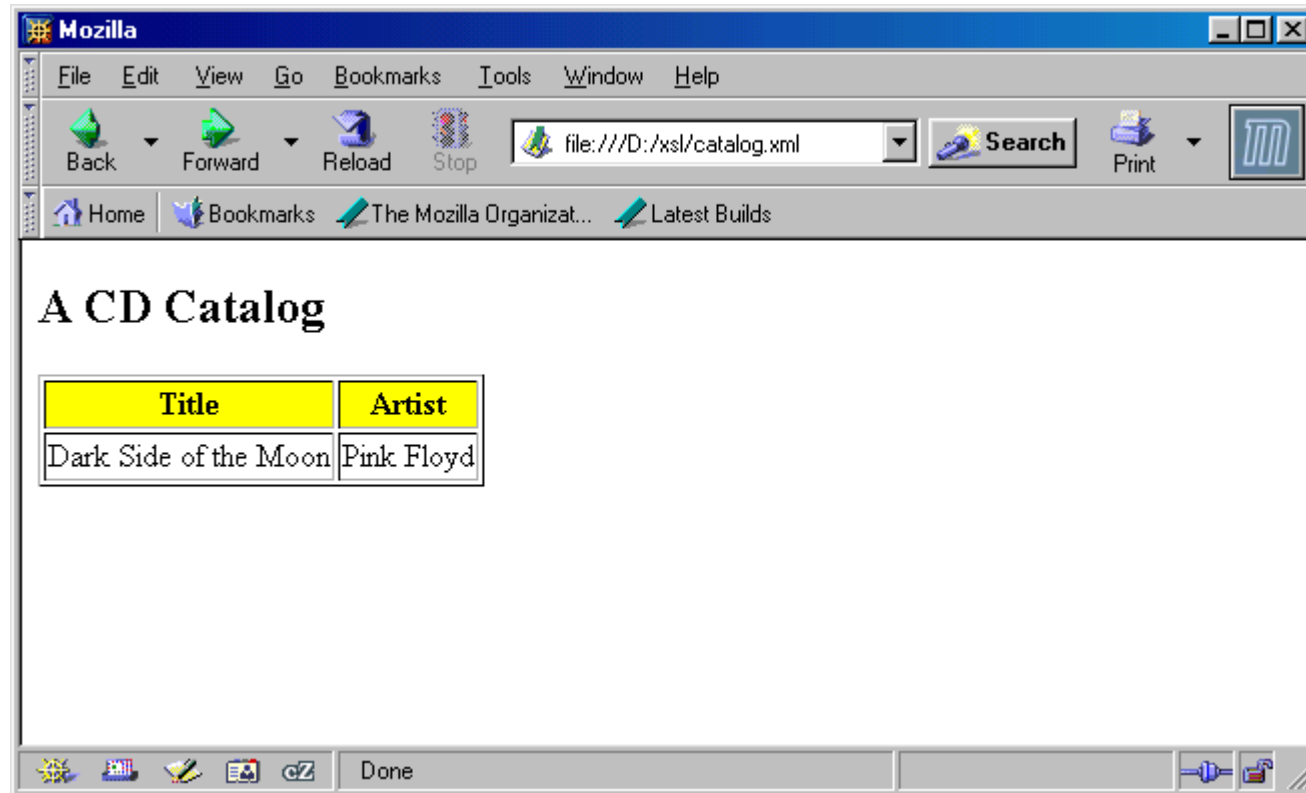 Mozilla
File Edit View Go Bookmarks Tools Window Help
Back Forward Reload Stop file:///D:/xsl/catalog.xml Search Print
Home Bookmarks The Mozilla Organizat... Latest Builds
A CD Catalog
Title Artist
Dark Side of the Moon Pink Floyd
cZ Done